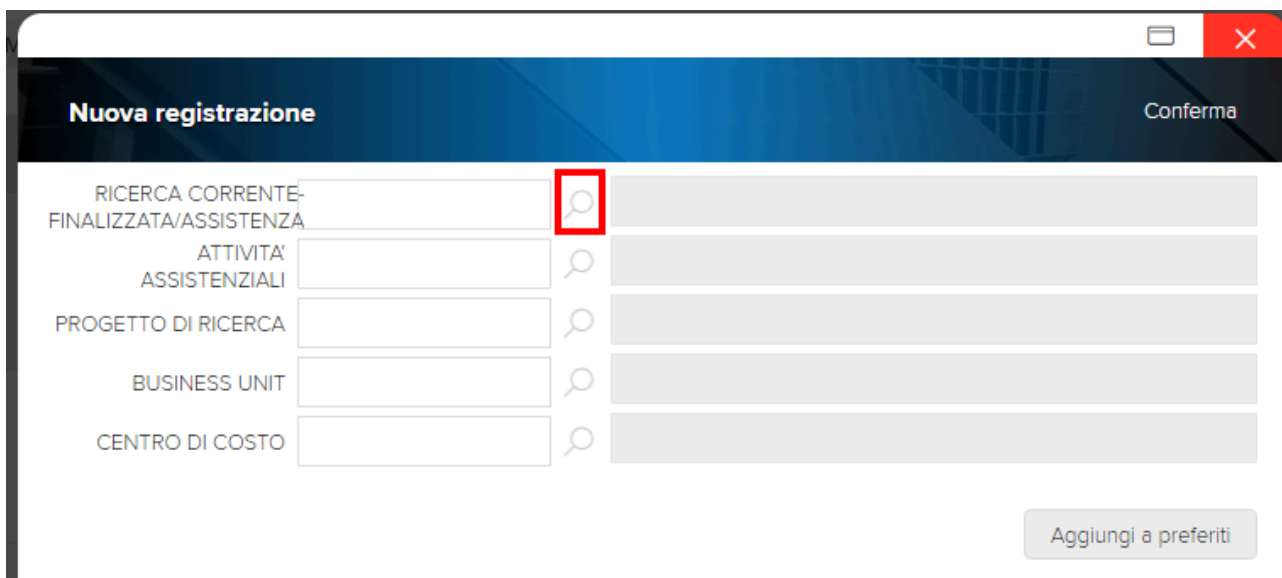 Nuova registrazione
Conferma
RICERCA CORRENTE-
FINALIZZATA/ASSISTENZA
ATTIVITA'
ASSISTENZIALI
PROGETTO DI RICERCA
BUSINESS UNIT
CENTRO DI COSTO
Aggiungi a preferiti